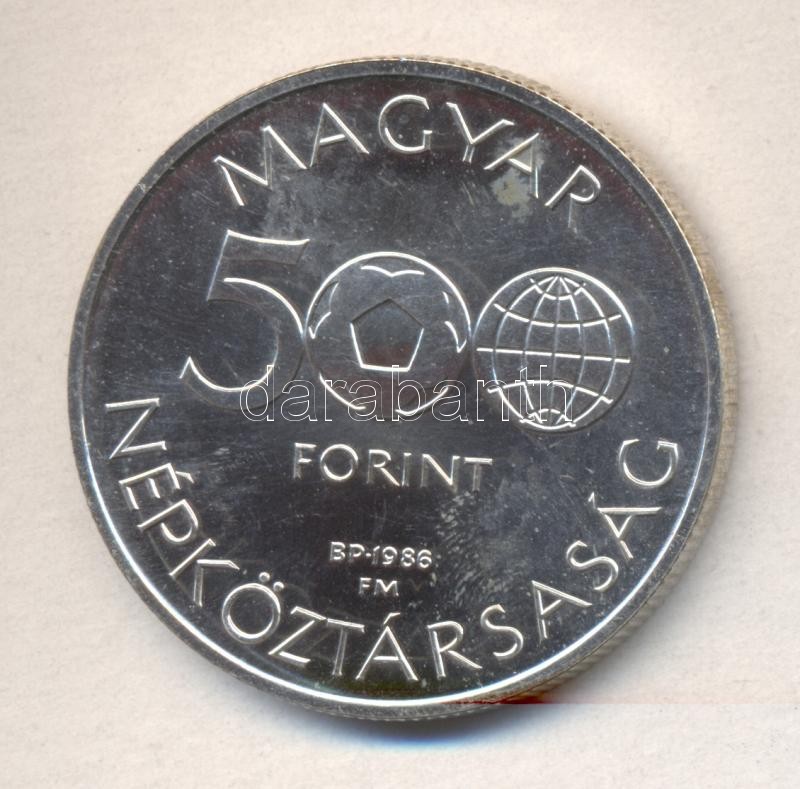 MAGYAR
500
FORINT
BP·1986
FM
NÉPKÖZTÁRSASÁG
darabanth